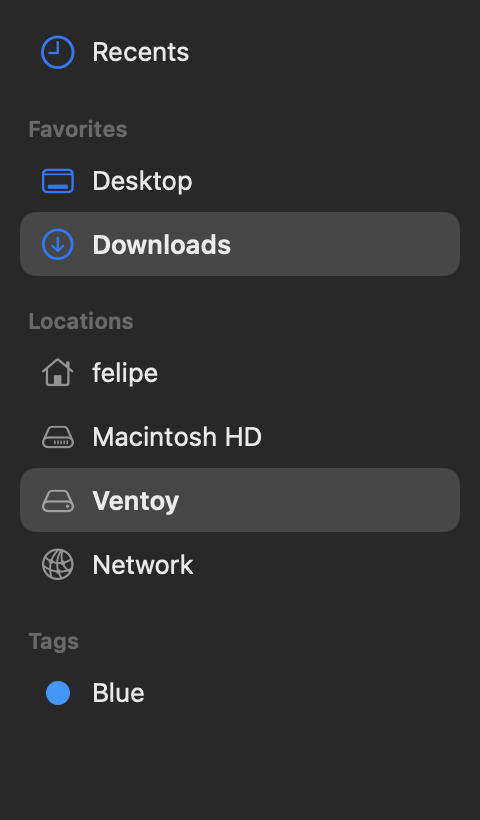 Recents
Favorites
Desktop
Downloads
Locations
felipe
Macintosh HD
Ventoy
Network
Tags
Blue